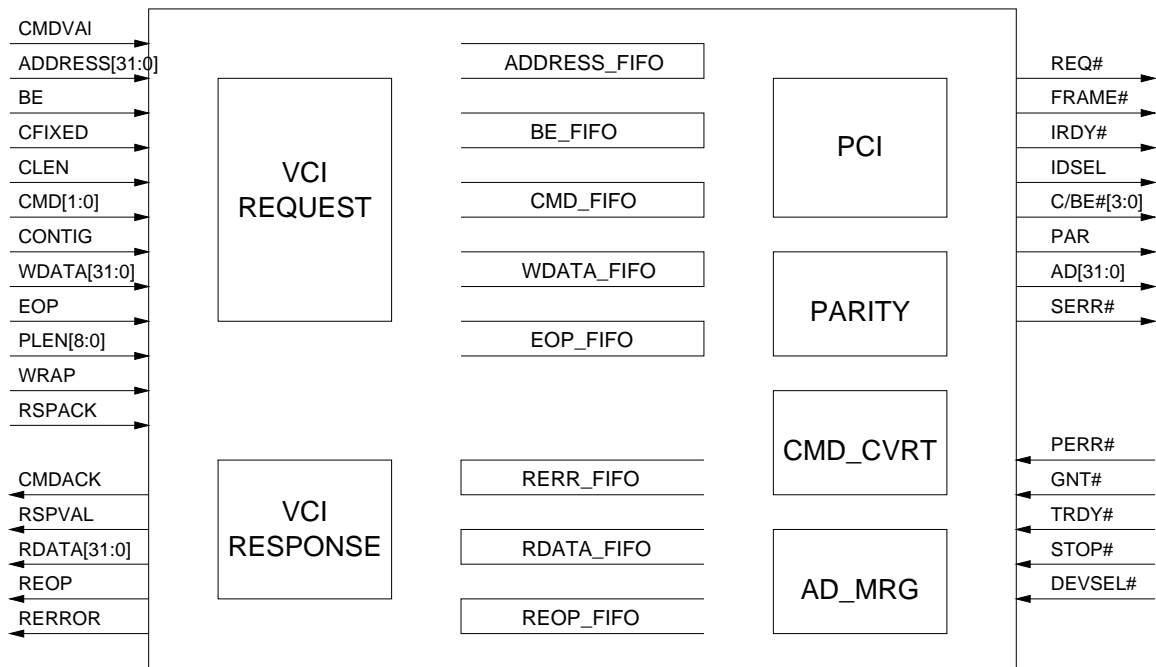 CMDVAI
ADDRESS[31:0]
BE
CFIXED
CLEN
CMD[1:0]
CONTIG
WDATA[31:0]
EOP
PLEN[8:0]
WRAP
RSPACK
CMDACK
RSPVAL
RDATA[31:0]
REOP
RERROR
VCI
REQUEST
VCI
RESPONSE
ADDRESS_FIFO
BE_FIFO
CMD_FIFO
WDATA_FIFO
EOP_FIFO
RERR_FIFO
RDATA_FIFO
REOP_FIFO
PCI
PARITY
CMD_CVRT
AD_MRG
REQ#
FRAME#
IRDY#
IDSEL
C/BE#[3:0]
PAR
AD[31:0]
SERR#
PERR#
GNT#
TRDY#
STOP#
DEVSEL#